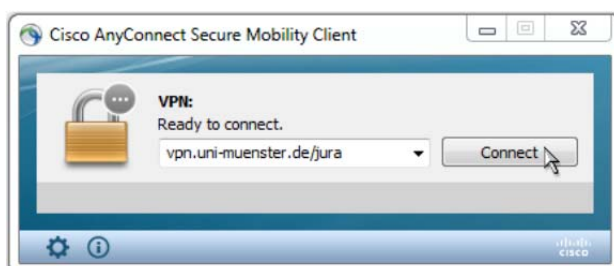 Cisco AnyConnect Secure Mobility Client
VPN:
Ready to connect.
vpn.uni-muenster.de/jura
Connect
cisco